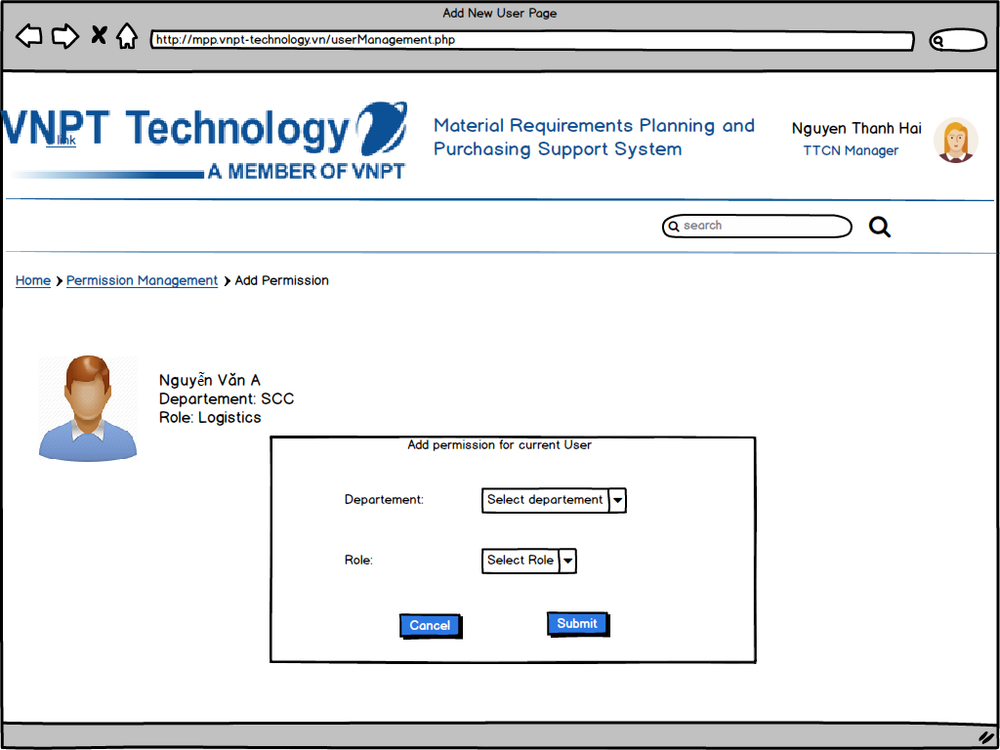 Add New User Page
http://mpp.vnpt-technology.vn/userManagement.php
VNPT Technology
link
A MEMBER OF VNPT
Material Requirements Planning and
Purchasing Support System
Nguyen Thanh Hai
TTCN Manager
search
Home > Permission Management > Add Permission
Nguyễn Văn A
Departement: SCC
Role: Logistics
Add permission for current User
Departement: Select departement
Role: Select Role
Cancel Submit